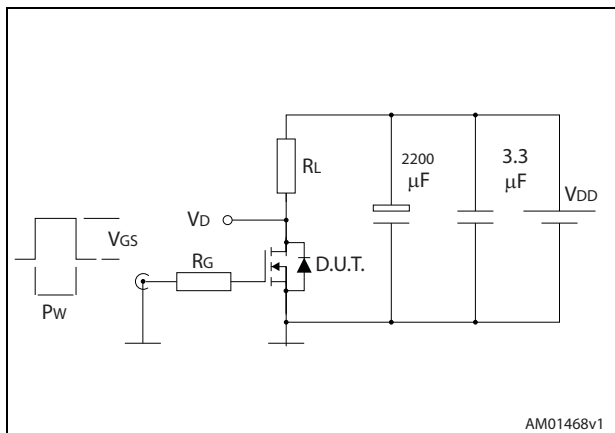 RL
2200
μF
3.3
μF
VDD
VD
VGS
RG
D.U.T.
PW
AM01468v1